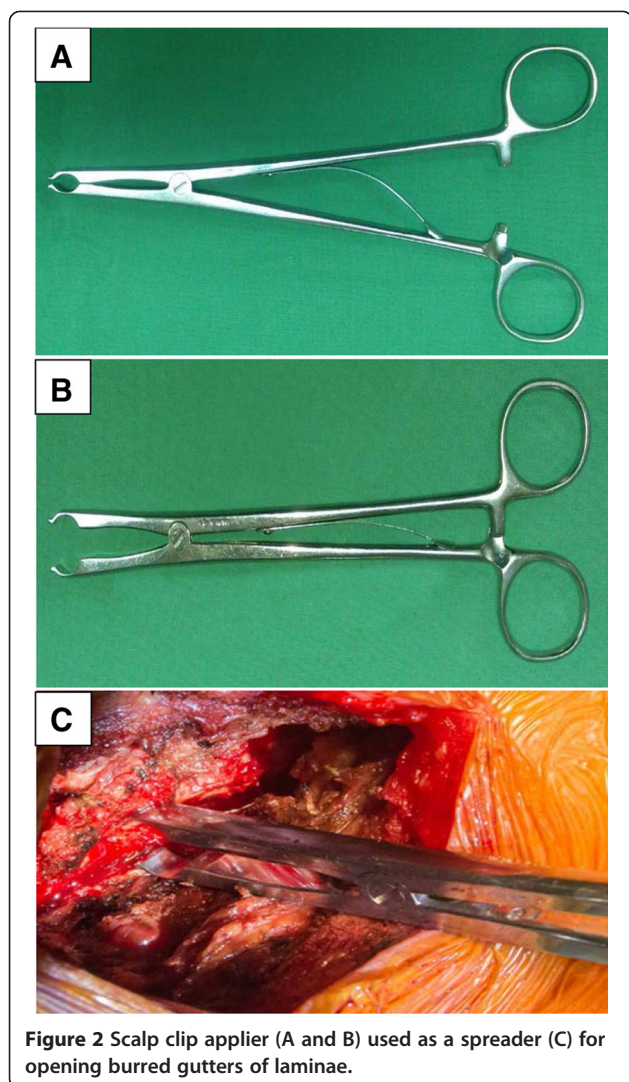 A
B
C
Figure 2 Scalp clip applier (A and B) used as a spreader (C) for
opening burred gutters of laminae.